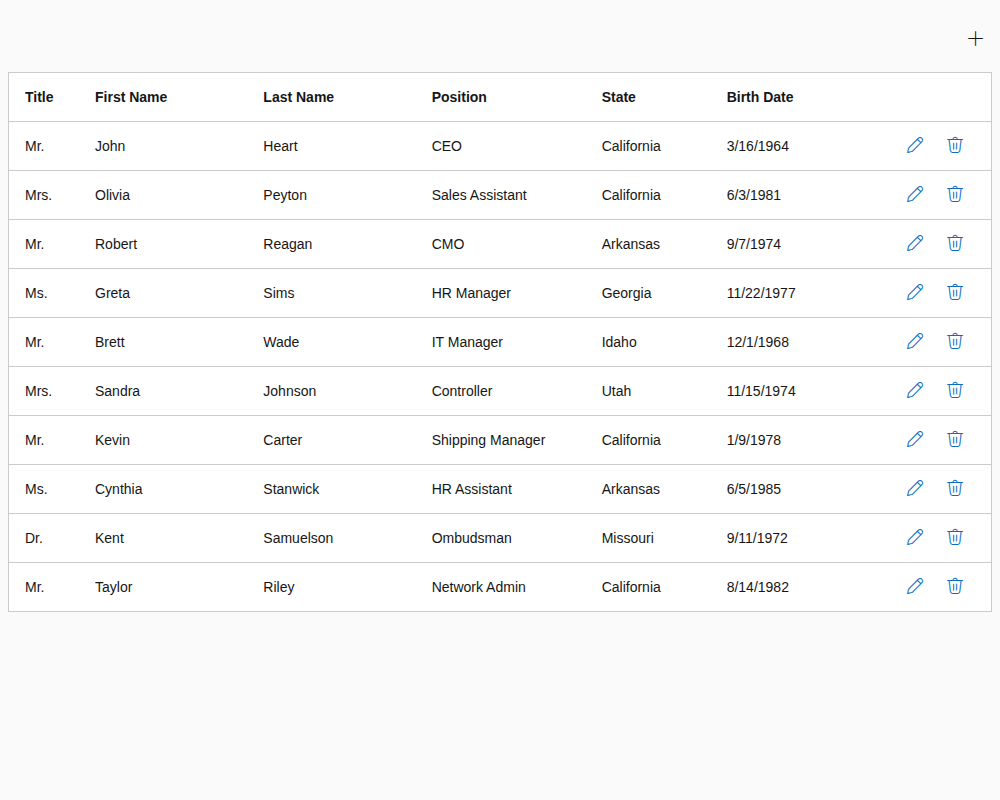 Title First Name Last Name Position State Birth Date
Mr. John Heart CEO California 3/16/1964
Mrs. Olivia Peyton Sales Assistant California 6/3/1981
Mr. Robert Reagan CMO Arkansas 9/7/1974
Ms. Greta Sims HR Manager Georgia 11/22/1977
Mr. Brett Wade IT Manager Idaho 12/1/1968
Mrs. Sandra Johnson Controller Utah 11/15/1974
Mr. Kevin Carter Shipping Manager California 1/9/1978
Ms. Cynthia Stanwick HR Assistant Arkansas 6/5/1985
Dr. Kent Samuelson Ombudsman Missouri 9/11/1972
Mr. Taylor Riley Network Admin California 8/14/1982